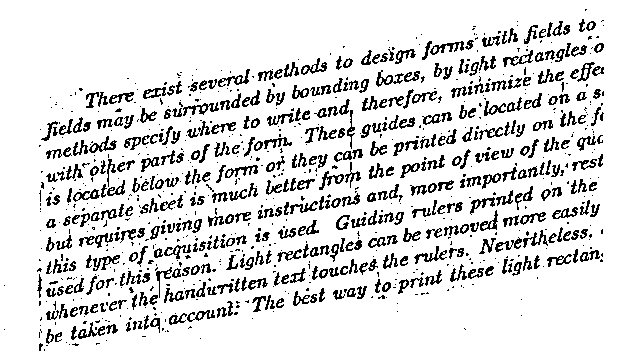 There exist several methods to design forms with fields to
fields may be surrounded by bounding boxes, by light rectangles o
methods specify where to write and, therefore, minimize the effe
with other parts of the form. These guides can be located on a s
is located below the form or they can be printed directly on the fo
a separate sheet is much better from the point of view of the qua
but requires giving more instructions and, more importantly, rest
this type of acquisition is used. Guiding rulers printed on the
used for this reason. Light rectangles can be removed more easily
whenever the handwritten text touches the rulers. Nevertheless,
be taken into account: The best way to print these light rectan